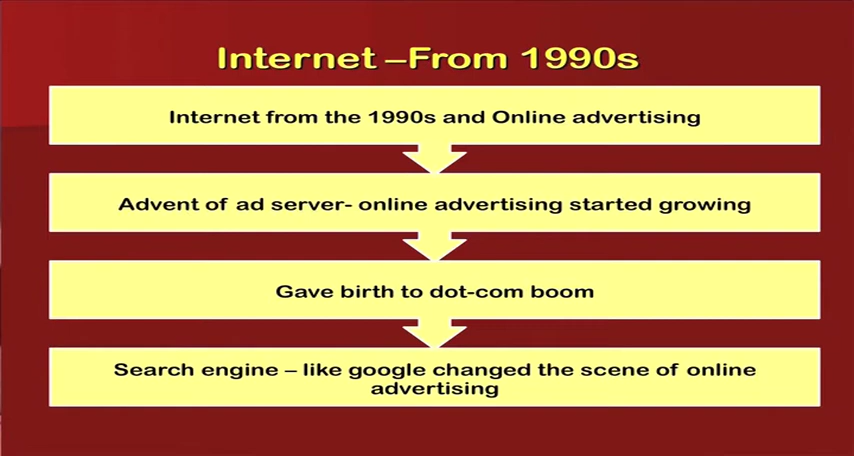 Internet –From 1990s
Internet from the 1990s and Online advertising
Advent of ad server- online advertising started growing
Gave birth to dot-com boom
Search engine – like google changed the scene of online
advertising